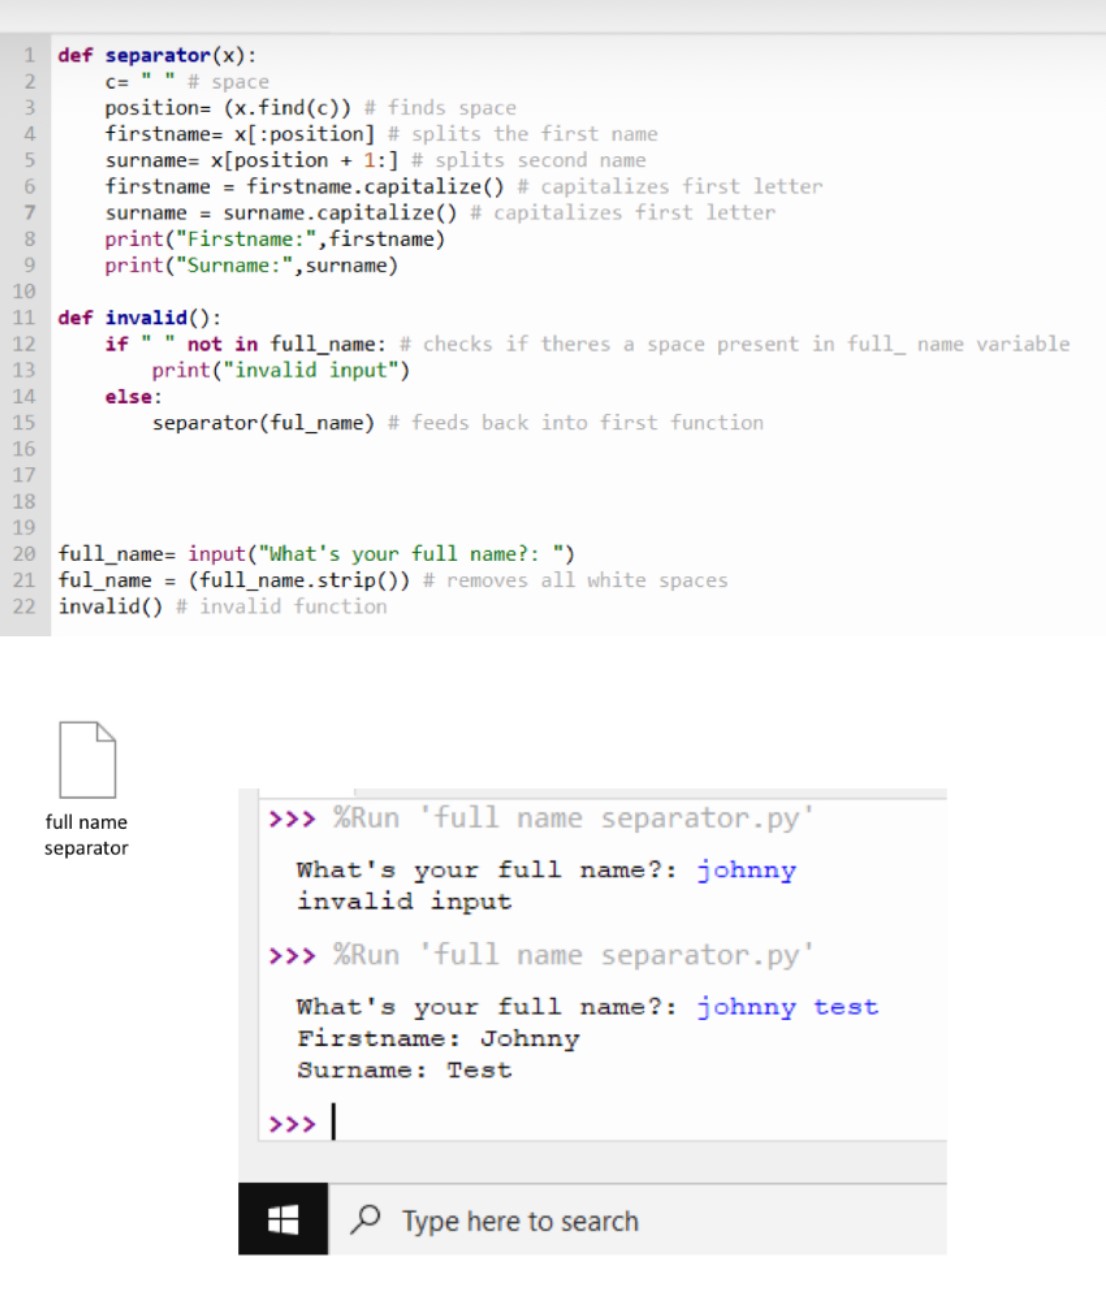 1 def separator(x):
2     c= " " # space
3     position= (x.find(c)) # finds space
4     firstname= x[:position] # splits the first name
5     surname= x[position + 1:] # splits second name
6     firstname = firstname.capitalize() # capitalizes first letter
7     surname = surname.capitalize() # capitalizes first letter
8     print("Firstname:",firstname)
9     print("Surname:",surname)
10
11 def invalid():
12     if " " not in full_name: # checks if theres a space present in full_ name variable
13         print("invalid input")
14     else:
15         separator(ful_name) # feeds back into first function
16
17
18
19
20 full_name= input("What's your full name?: ")
21 ful_name = (full_name.strip()) # removes all white spaces
22 invalid() # invalid function
full name
separator
>>> %Run 'full name separator.py'
What's your full name?: johnny
invalid input
>>> %Run 'full name separator.py'
What's your full name?: johnny test
Firstname: Johnny
Surname: Test
>>>
Type here to search